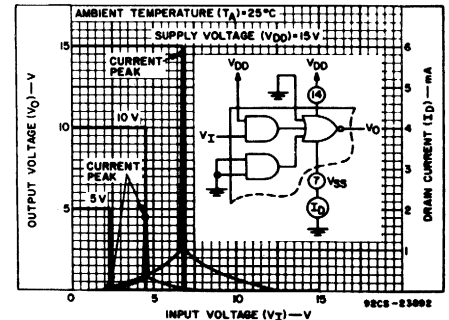 AMBIENT TEMPERATURE (TA)=25°C
SUPPLY VOLTAGE (VDD)=15V
CURRENT
PEAK
10 V
CURRENT
PEAK
5 V
VDD
VDD
14
VI
VO
7
VSS
ID
OUTPUT VOLTAGE (VO)—V
15
10
5
DRAIN CURRENT (ID)—mA
6
5
4
3
2
1
0
5
10
15
INPUT VOLTAGE (VI)—V
92CS-23892